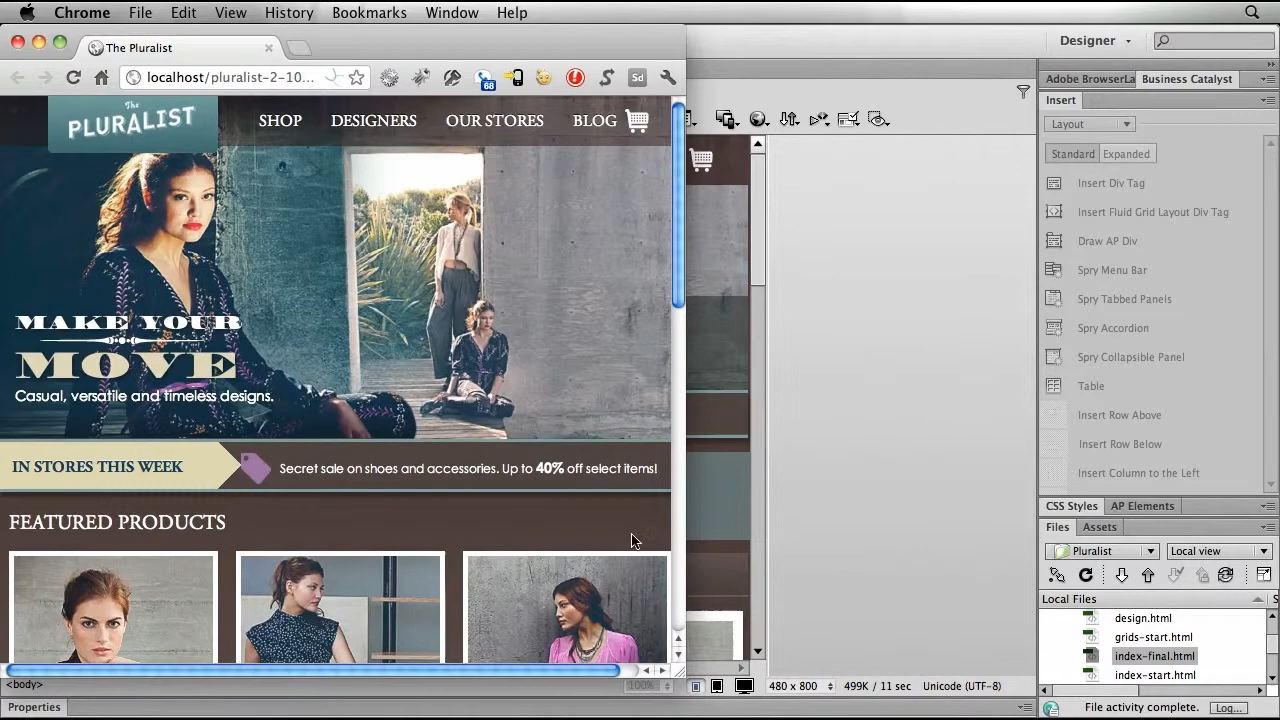 Chrome File Edit View History Bookmarks Window Help
The Pluralist
Designer
localhost/pluralist-2-10...
68
Sd
Adobe BrowserLa Business Catalyst
Insert
Layout
Standard Expanded
The
PLURALIST
SHOP DESIGNERS OUR STORES BLOG
Insert Div Tag
Insert Fluid Grid Layout Div Tag
Draw AP Div
Spry Menu Bar
Spry Tabbed Panels
Spry Accordion
Spry Collapsible Panel
Table
Insert Row Above
Insert Row Below
Insert Column to the Left
MAKE YOUR
MOVE
Casual, versatile and timeless designs.
IN STORES THIS WEEK
Secret sale on shoes and accessories. Up to 40% off select items!
FEATURED PRODUCTS
CSS Styles AP Elements
Files Assets
Pluralist Local view
Local Files S
design.html
grids-start.html
index-final.html
index-start.html
<body> 100% 480 x 800 499K / 11 sec Unicode (UTF-8)
Properties
File activity complete. Log...